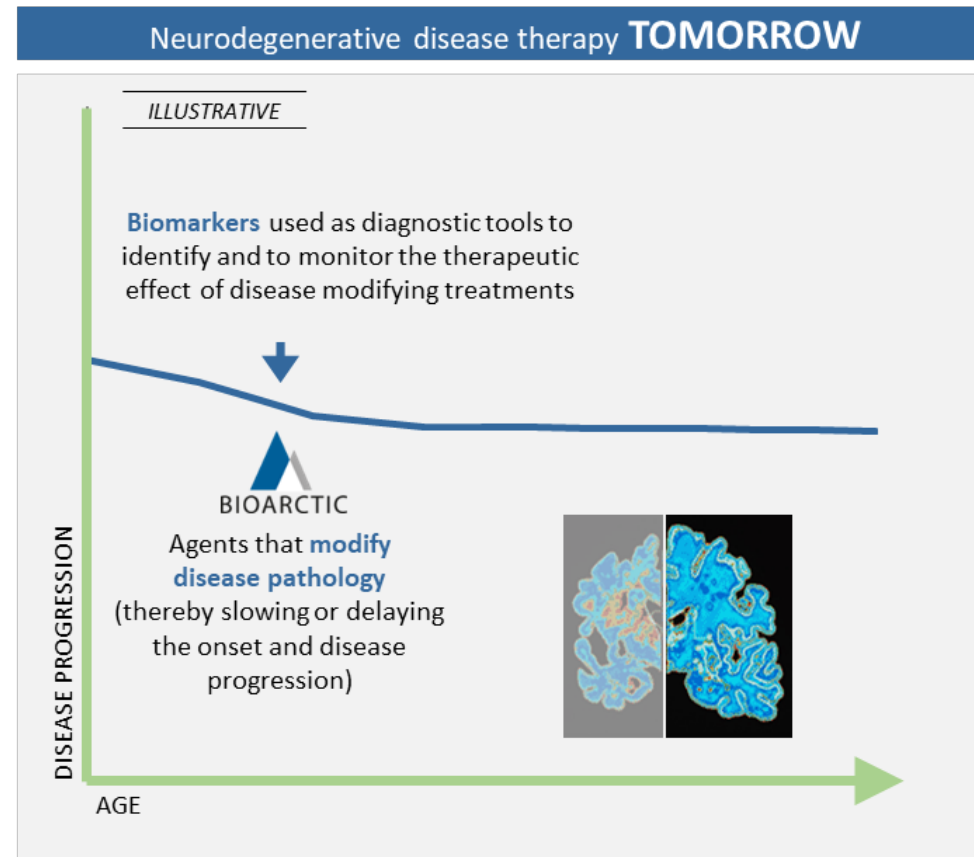 Neurodegenerative disease therapy TOMORROW
ILLUSTRATIVE
Biomarkers used as diagnostic tools to
identify and to monitor the therapeutic
effect of disease modifying treatments
BIOARCTIC
Agents that modify
disease pathology
(thereby slowing or delaying
the onset and disease
progression)
DISEASE PROGRESSION
AGE